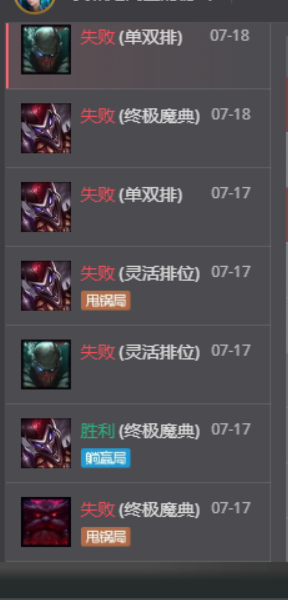 失败 (单双排) 07-18
失败 (终极魔典) 07-18
失败 (单双排) 07-17
失败 (灵活排位) 07-17
甩锅局
失败 (灵活排位) 07-17
胜利 (终极魔典) 07-17
躺赢局
失败 (终极魔典) 07-17
甩锅局